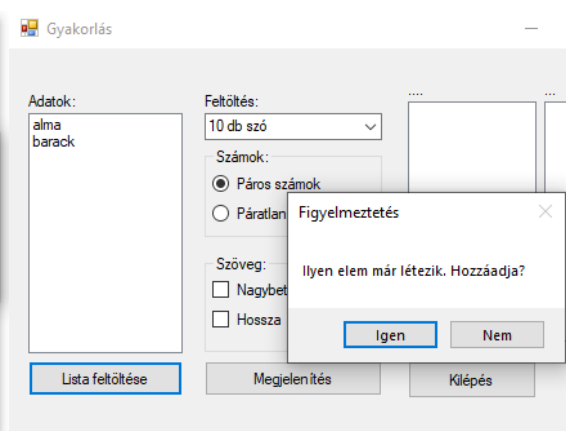 Gyakorlás
Adatok:
alma
barack
Lista feltöltése
Feltöltés:
10 db szó
Számok:
Páros számok
Páratlan
Szöveg:
Nagybet
Hossza
Megjelenítés
....
...
Kilépés
Figyelmeztetés
Ilyen elem már létezik. Hozzáadja?
Igen
Nem